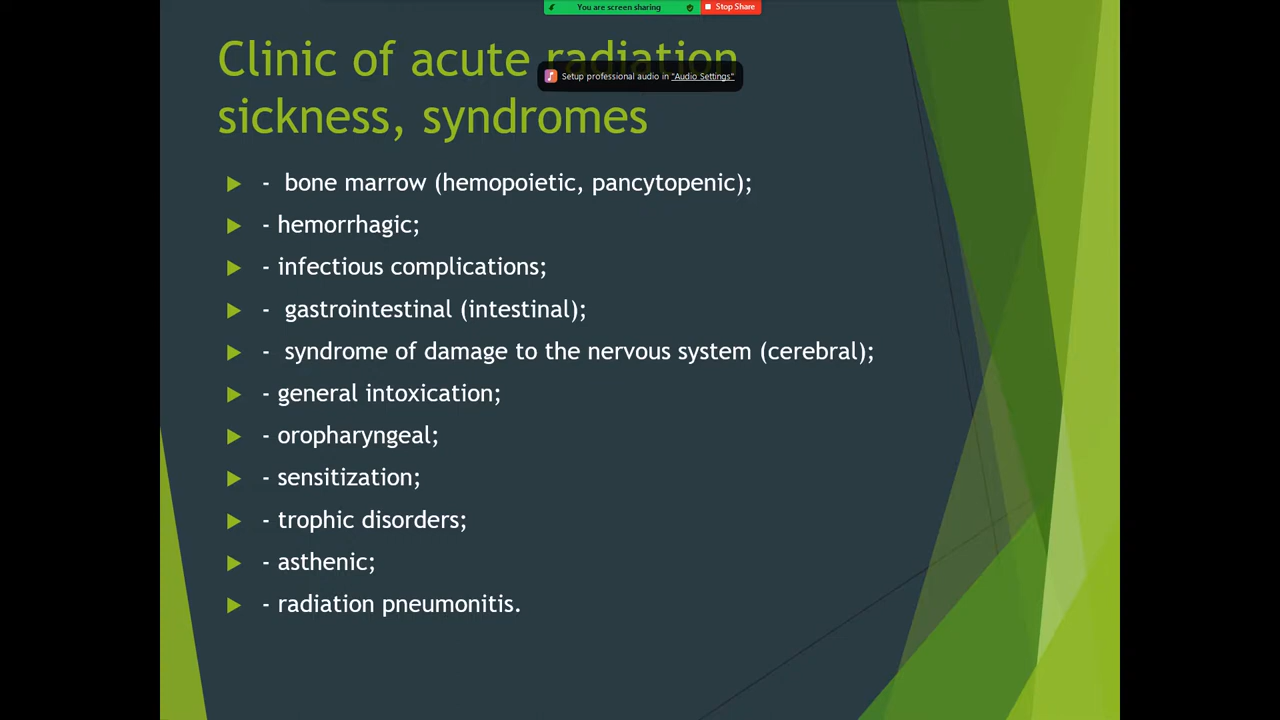 You are screen sharing
Stop Share
Clinic of acute radiation
Setup professional audio in "Audio Settings"
sickness, syndromes
- bone marrow (hemopoietic, pancytopenic);
- hemorrhagic;
- infectious complications;
- gastrointestinal (intestinal);
- syndrome of damage to the nervous system (cerebral);
- general intoxication;
- oropharyngeal;
- sensitization;
- trophic disorders;
- asthenic;
- radiation pneumonitis.